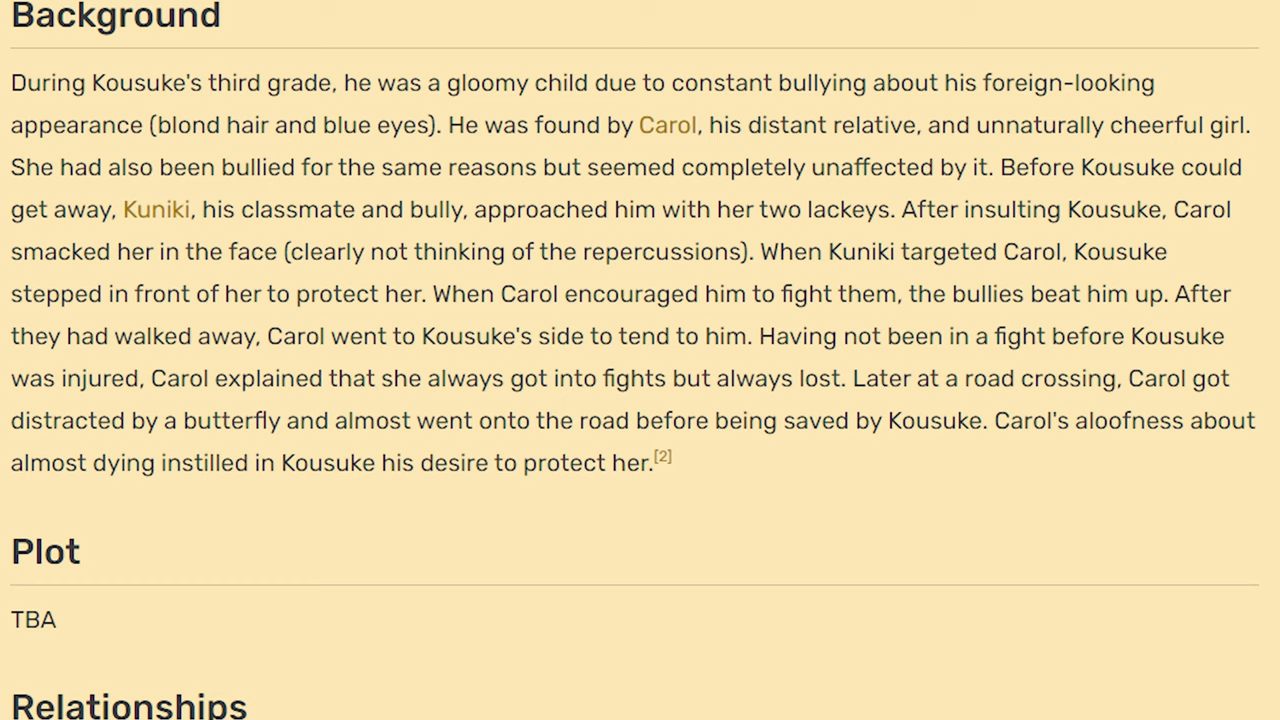 Background
During Kousuke's third grade, he was a gloomy child due to constant bullying about his foreign-looking
appearance (blond hair and blue eyes). He was found by Carol, his distant relative, and unnaturally cheerful girl.
She had also been bullied for the same reasons but seemed completely unaffected by it. Before Kousuke could
get away, Kuniki, his classmate and bully, approached him with her two lackeys. After insulting Kousuke, Carol
smacked her in the face (clearly not thinking of the repercussions). When Kuniki targeted Carol, Kousuke
stepped in front of her to protect her. When Carol encouraged him to fight them, the bullies beat him up. After
they had walked away, Carol went to Kousuke's side to tend to him. Having not been in a fight before Kousuke
was injured, Carol explained that she always got into fights but always lost. Later at a road crossing, Carol got
distracted by a butterfly and almost went onto the road before being saved by Kousuke. Carol's aloofness about
almost dying instilled in Kousuke his desire to protect her.[2]
Plot
TBA
Relationships